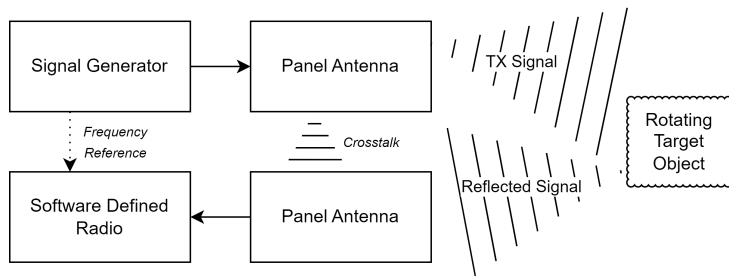 Signal Generator
Panel Antenna
TX Signal
Rotating
Target
Object
Frequency
Reference
Crosstalk
Reflected Signal
Software Defined
Radio
Panel Antenna